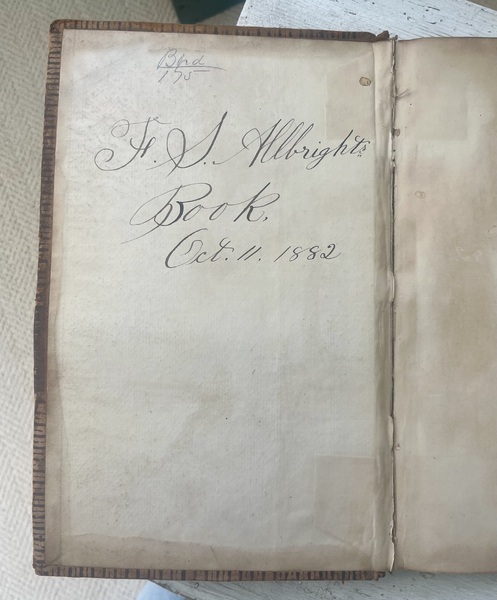 Bpd
175
F. S. Allbright's
Book.
Oct. 11. 1882